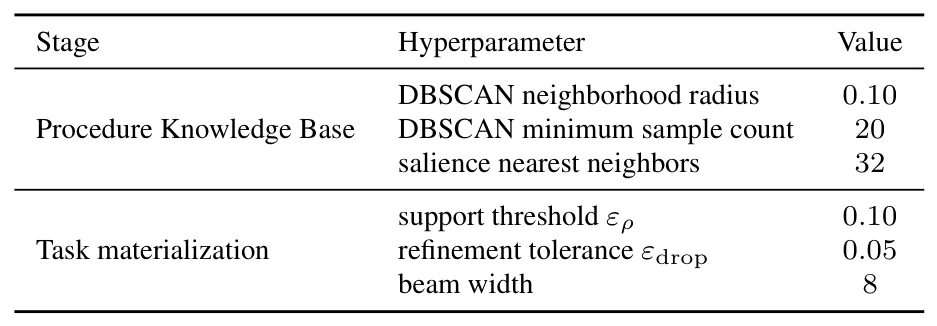 Stage Hyperparameter Value
DBSCAN neighborhood radius 0.10
Procedure Knowledge Base DBSCAN minimum sample count 20
salience nearest neighbors 32
support threshold ε_ρ 0.10
Task materialization refinement tolerance ε_drop 0.05
beam width 8